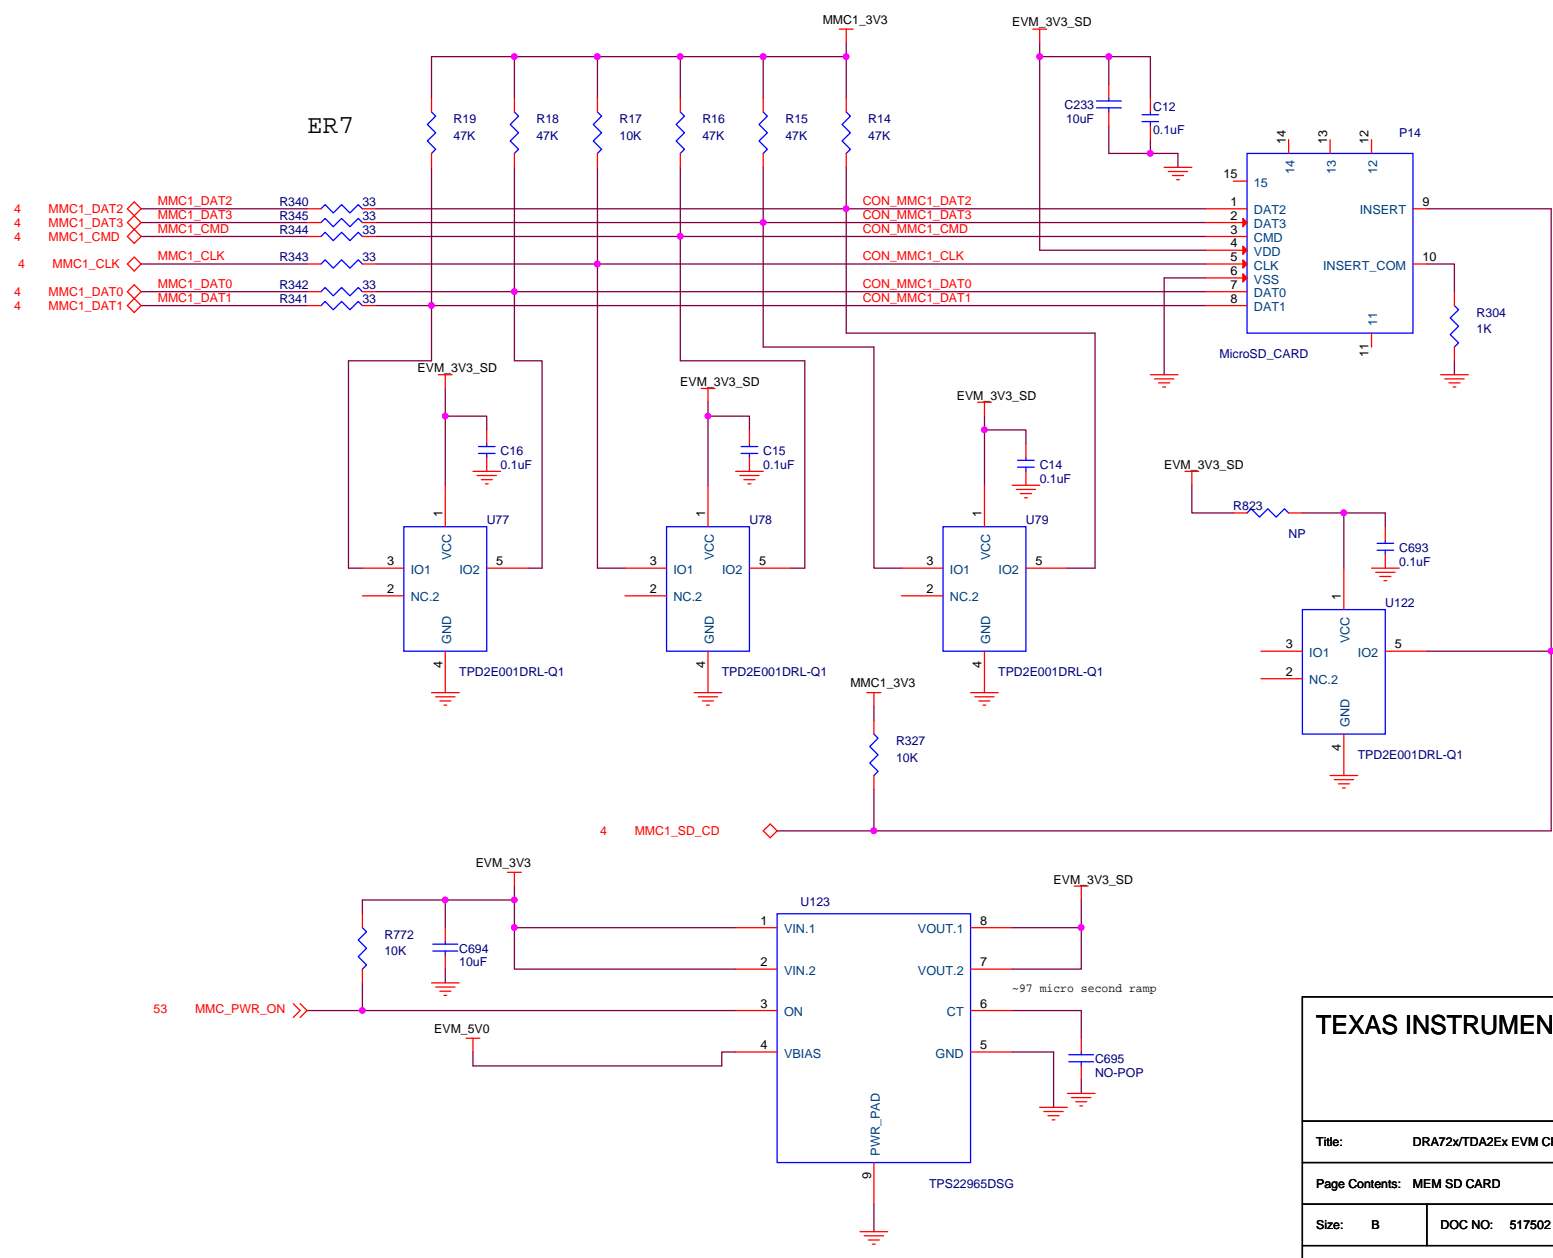 MMC1_3V3
EVM_3V3_SD
ER7
R19
47K
R18
47K
R17
10K
R16
47K
R15
47K
R14
47K
C233
10uF
C12
0.1uF
P14
14
13
12
14
13
12
15
15
4 MMC1_DAT2 MMC1_DAT2 R340 33 CON_MMC1_DAT2 1 DAT2 INSERT 9
4 MMC1_DAT3 MMC1_DAT3 R345 33 CON_MMC1_DAT3 2 DAT3
4 MMC1_CMD MMC1_CMD R344 33 CON_MMC1_CMD 3 CMD
4 VDD
4 MMC1_CLK MMC1_CLK R343 33 CON_MMC1_CLK 5 CLK INSERT_COM 10
6 VSS
4 MMC1_DAT0 MMC1_DAT0 R342 33 CON_MMC1_DAT0 7 DAT0
4 MMC1_DAT1 MMC1_DAT1 R341 33 CON_MMC1_DAT1 8 DAT1
11
11
R304
1K
MicroSD_CARD
EVM_3V3_SD
C16
0.1uF
U77
1
VCC
3 IO1 IO2 5
2 NC.2
GND
4
TPD2E001DRL-Q1
EVM_3V3_SD
C15
0.1uF
U78
1
VCC
3 IO1 IO2 5
2 NC.2
GND
4
TPD2E001DRL-Q1
EVM_3V3_SD
C14
0.1uF
U79
1
VCC
3 IO1 IO2 5
2 NC.2
GND
4
TPD2E001DRL-Q1
EVM_3V3_SD
R823
NP
C693
0.1uF
U122
1
VCC
3 IO1 IO2 5
2 NC.2
GND
4
TPD2E001DRL-Q1
MMC1_3V3
R327
10K
4 MMC1_SD_CD
EVM_3V3
R772
10K
C694
10uF
53 MMC_PWR_ON
EVM_5V0
U123
1 VIN.1 VOUT.1 8
2 VIN.2 VOUT.2 7
3 ON CT 6
4 VBIAS GND 5
PWR_PAD
9
TPS22965DSG
EVM_3V3_SD
~97 micro second ramp
C695
NO-POP
TEXAS INSTRUMEN
Title: DRA72x/TDA2Ex EVM
Page Contents: MEM SD CARD
Size: B DOC NO: 517502